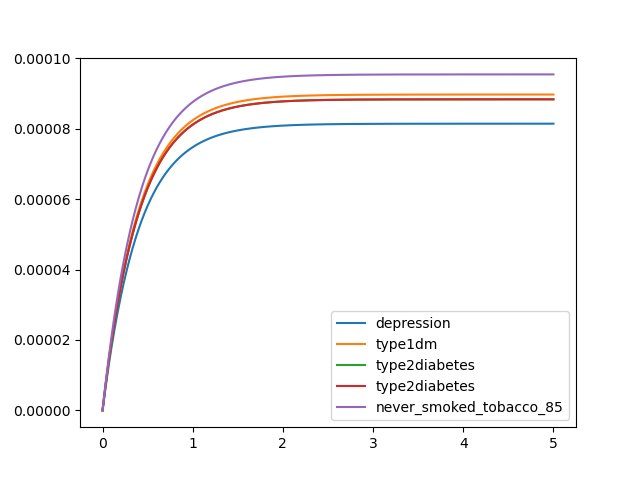 0.00010
0.00008
0.00006
0.00004
0.00002
0.00000
0 1 2 3 4 5
depression
type1dm
type2diabetes
type2diabetes
never_smoked_tobacco_85